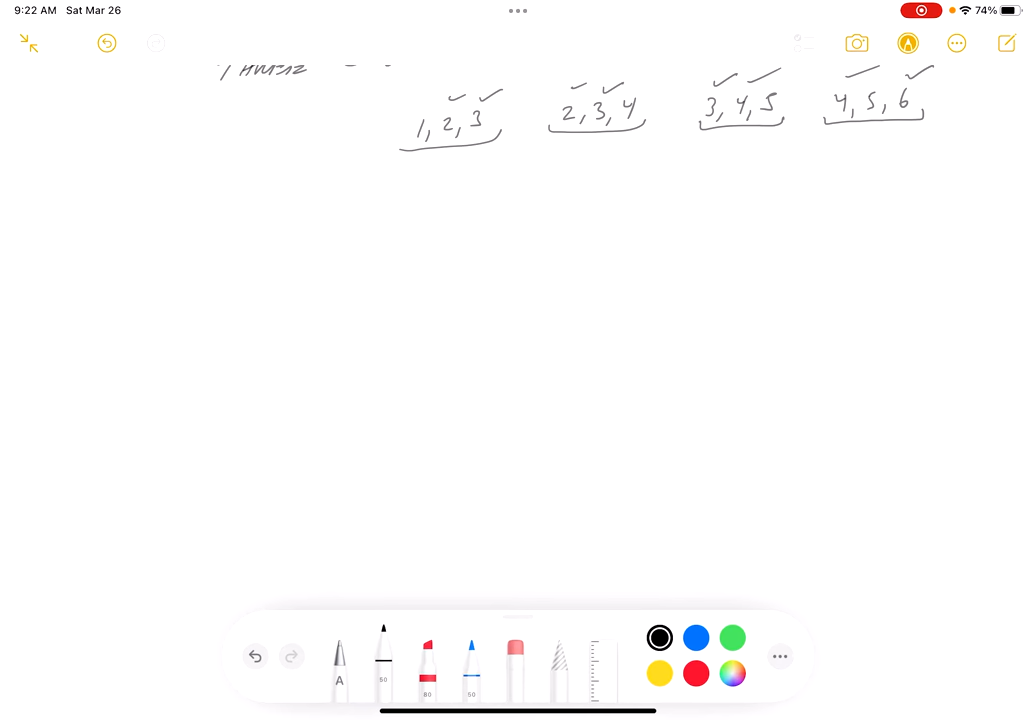 9:22 AM Sat Mar 26
74%
1, 2, 3 2, 3, 4 3, 4, 5 4, 5, 6
A
50
80
50